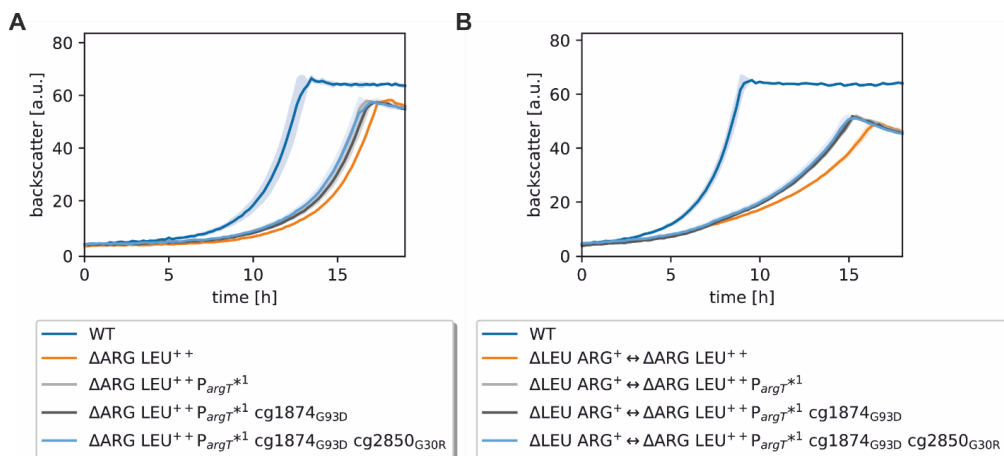 A
80
60
40
20
0
backscatter [a.u.]
0 5 10 15
time [h]
WT
ΔARG LEU⁺⁺
ΔARG LEU⁺⁺ P_argT*¹
ΔARG LEU⁺⁺ P_argT*¹ cg1874_G93D
ΔARG LEU⁺⁺ P_argT*¹ cg1874_G93D cg2850_G30R
B
80
60
40
20
0
backscatter [a.u.]
0 5 10 15
time [h]
WT
ΔLEU ARG⁺ ↔ ΔARG LEU⁺⁺
ΔLEU ARG⁺ ↔ ΔARG LEU⁺⁺ P_argT*¹
ΔLEU ARG⁺ ↔ ΔARG LEU⁺⁺ P_argT*¹ cg1874_G93D
ΔLEU ARG⁺ ↔ ΔARG LEU⁺⁺ P_argT*¹ cg1874_G93D cg2850_G30R